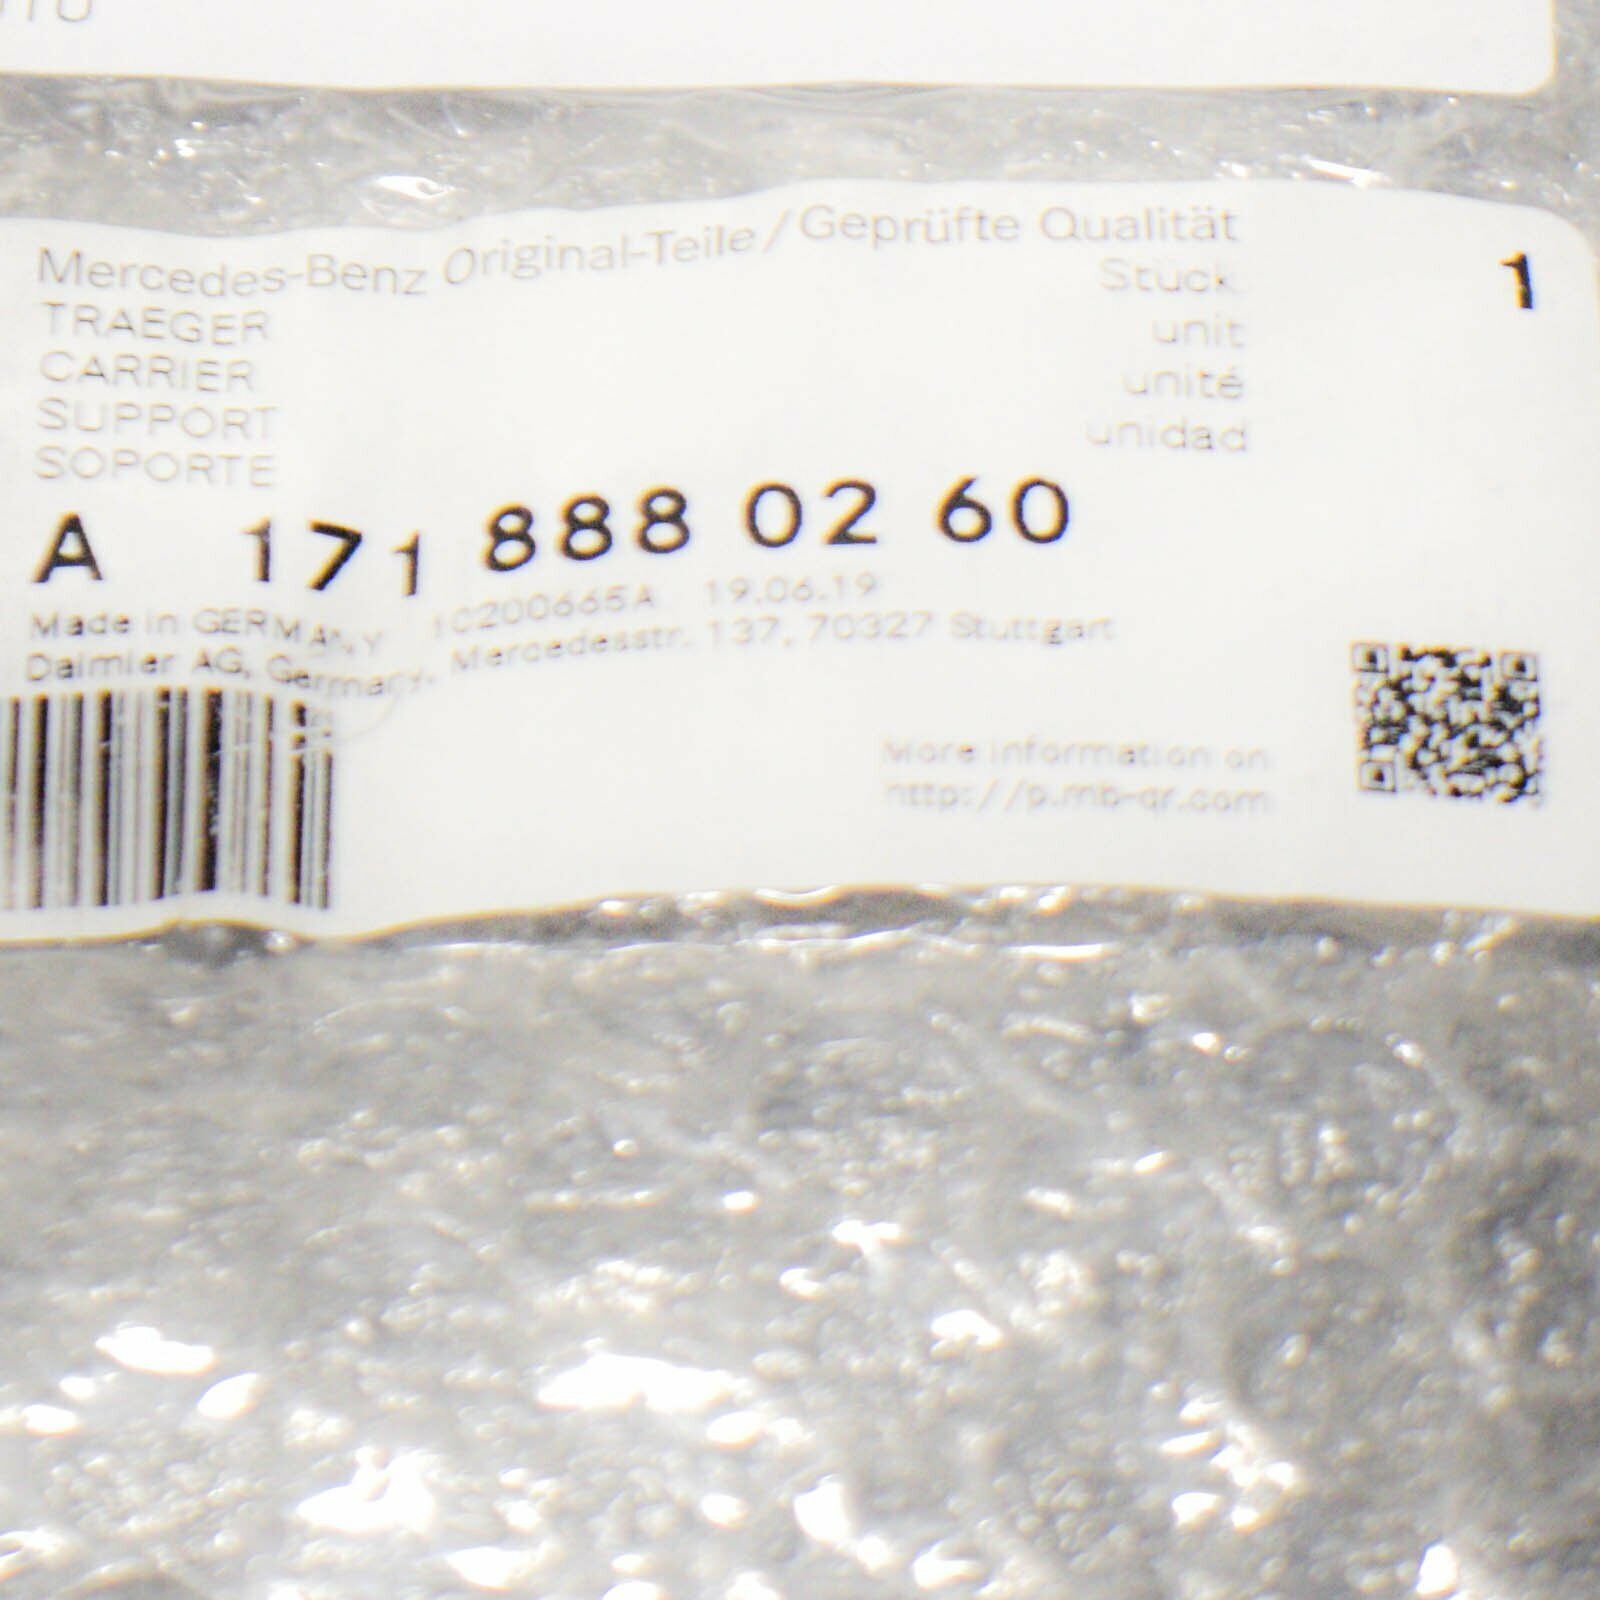 Mercedes-Benz Original-Teile/Geprüfte Qualität
TRAEGER Stück 1
CARRIER unit
SUPPORT unité
SOPORTE unidad
A 171 888 02 60
Made in GERMANY 10200665A 19.06.19
Daimler AG, Germany, Mercedesstr. 137, 70327 Stuttgart
More information on
http://p.mb-qr.com